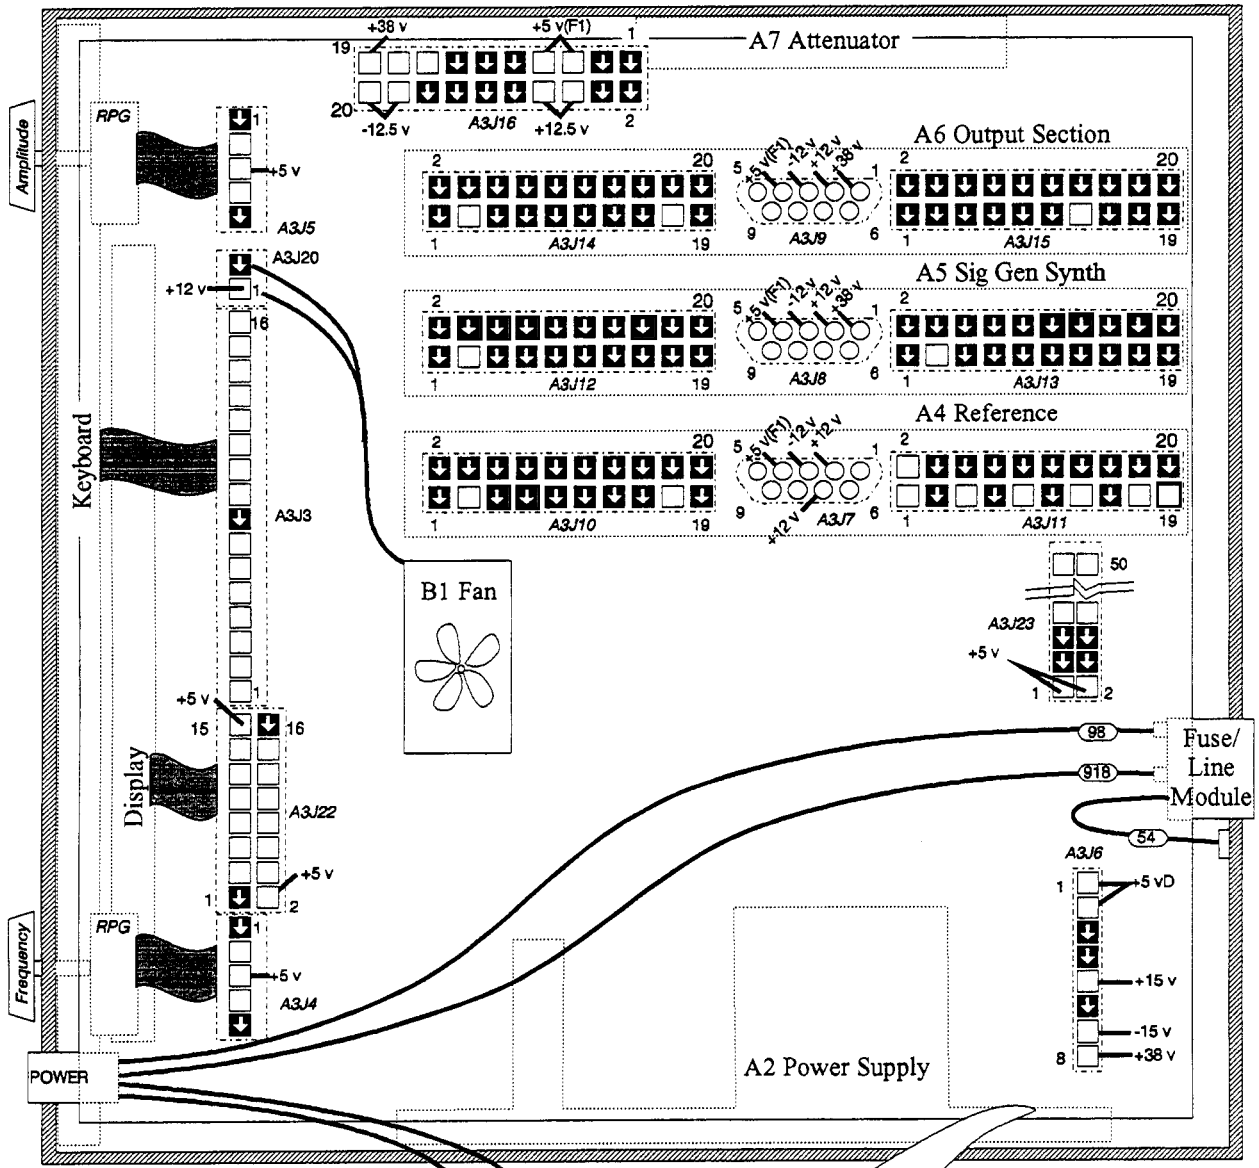 +38 v
+5 v(F1)
1
19
A7 Attenuator
20
-12.5 v
A3J16
+12.5 v
2
Amplitude
RPG
1
+5 v
A3J5
A6 Output Section
2
20
5
+5 v(F1)
-12 v
+12 v
+38 v
1
2
20
1
A3J14
19
9
A3J9
6
1
A3J15
19
A3J20
+12 v
1
A5 Sig Gen Synth
2
20
5
+5 v(F1)
-12 v
+12 v
+38 v
1
2
20
1
A3J12
19
9
A3J8
6
1
A3J13
19
16
Keyboard
A3J3
1
A4 Reference
2
20
5
+5 v(F1)
-12 v
+12 v
1
2
20
1
A3J10
19
9
+12 v
A3J7
6
1
A3J11
19
B1 Fan
50
A3J23
+5 v
1
2
+5 v
15
16
Display
A3J22
+5 v
1
2
98
918
54
Fuse/
Line
Module
A3J6
1
+5 vD
+15 v
-15 v
8
+38 v
Frequency
RPG
1
+5 v
A3J4
POWER
A2 Power Supply